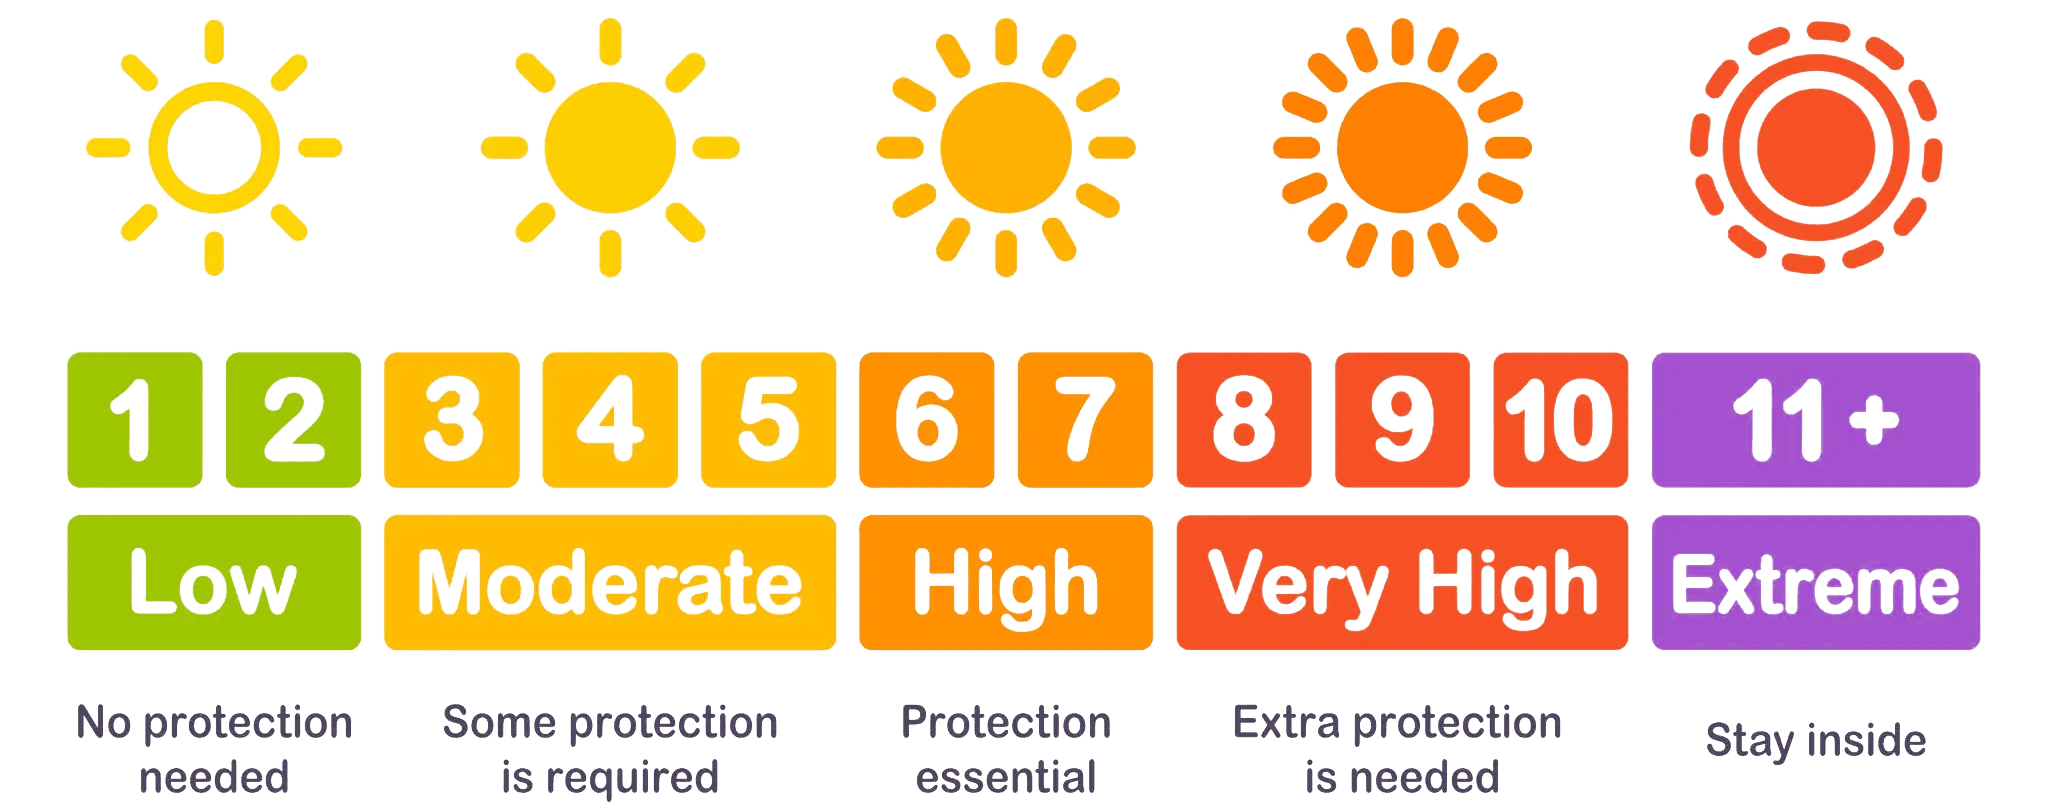 1 2 3 4 5 6 7 8 9 10 11+
Low Moderate High Very High Extreme
No protection
needed
Some protection
is required
Protection
essential
Extra protection
is needed
Stay inside